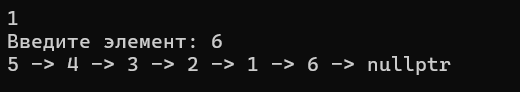 1
Введите элемент: 6
5 -> 4 -> 3 -> 2 -> 1 -> 6 -> nullptr